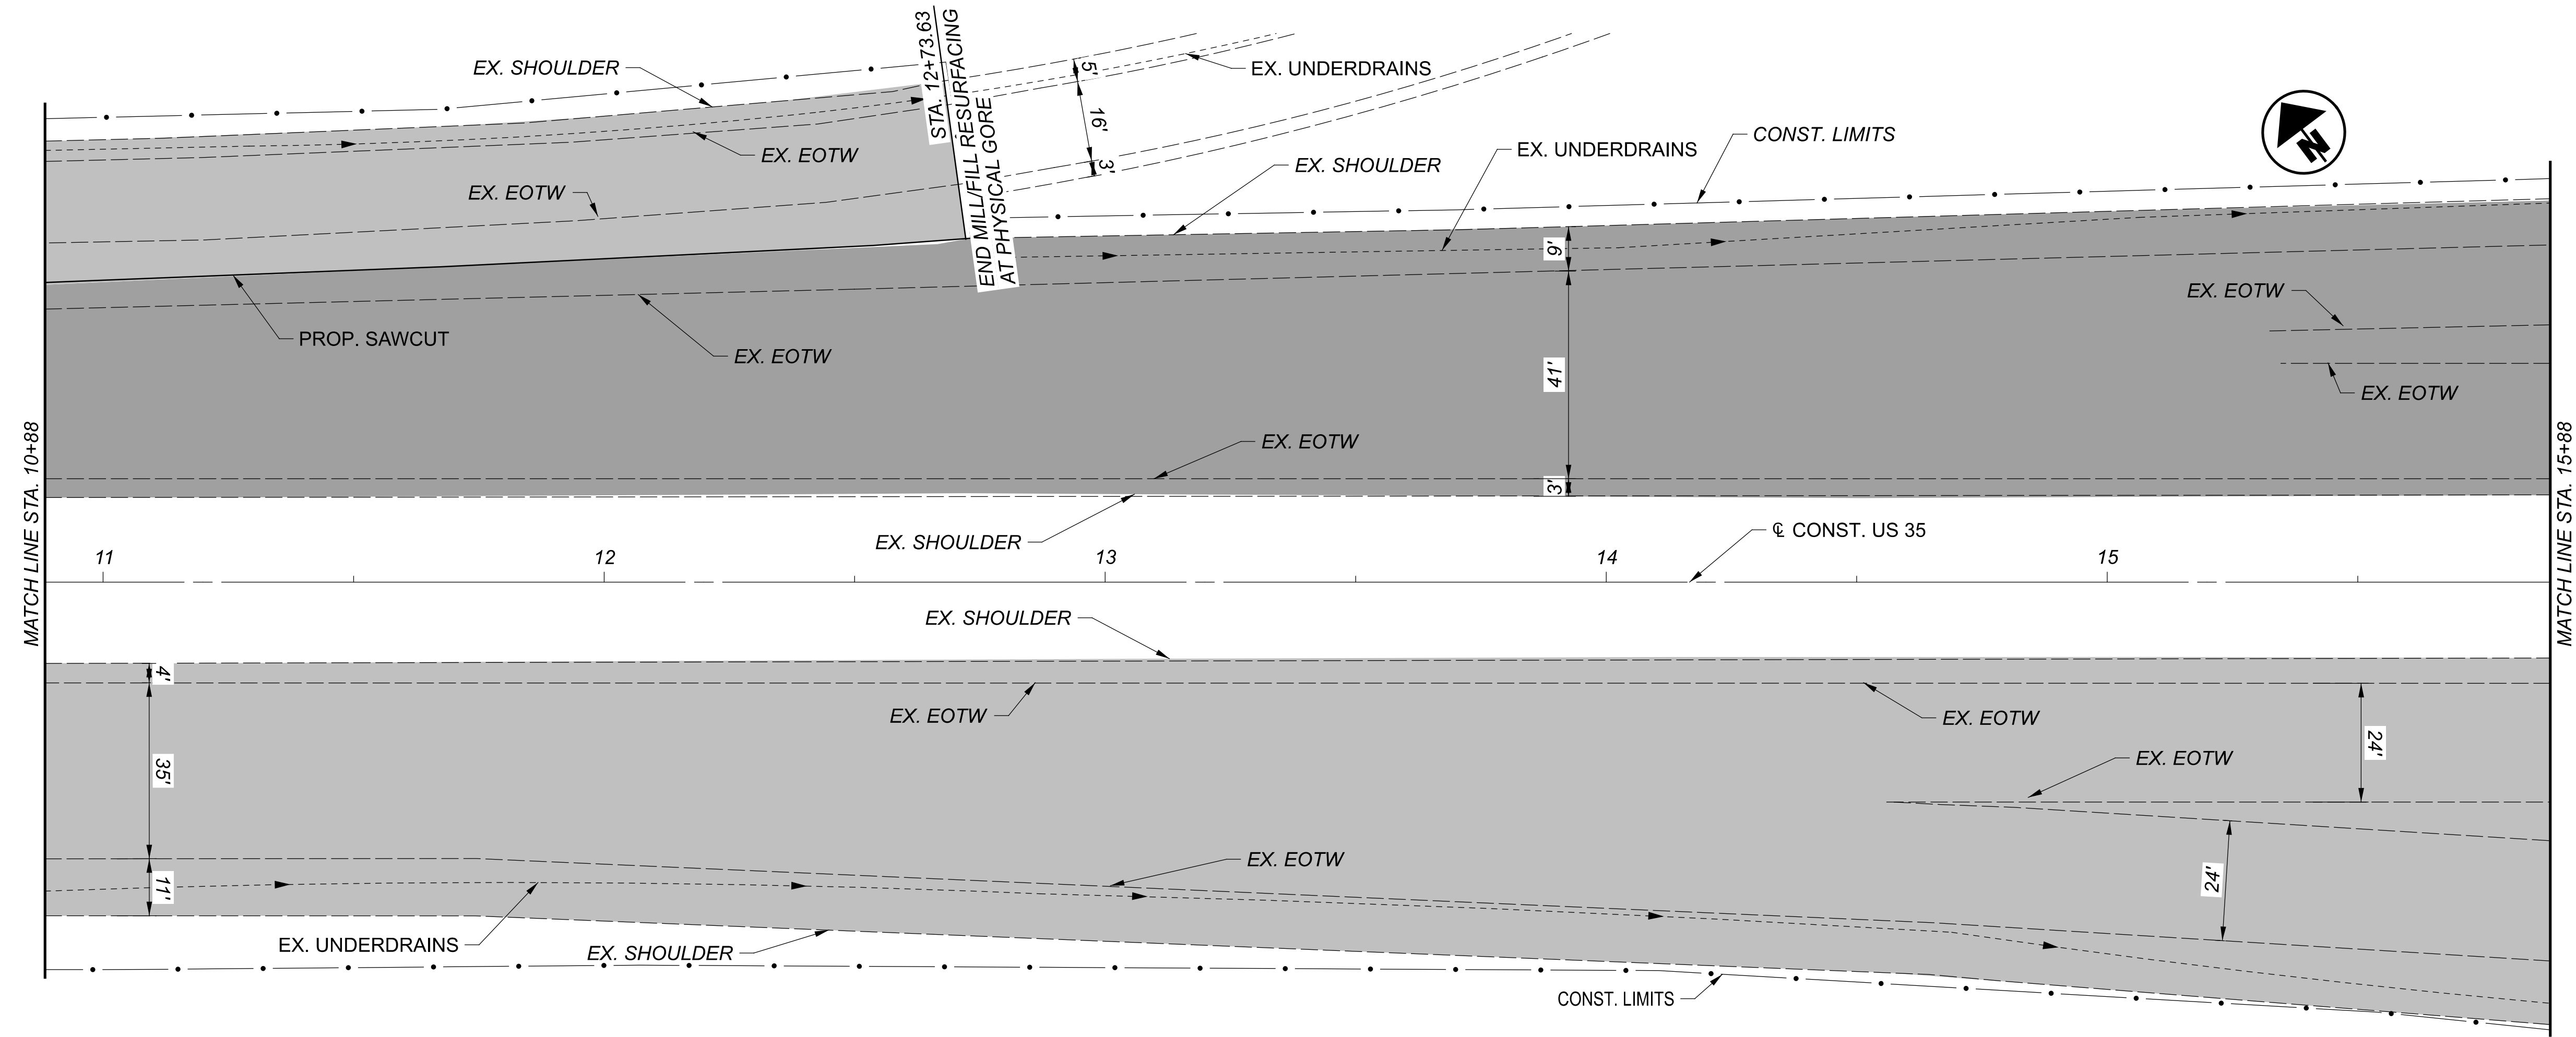 STA. 12+73.63
END MILL/FILL RESURFACING
AT PHYSICAL GORE
EX. SHOULDER
5'
EX. UNDERDRAINS
16'
3'
EX. EOTW
EX. EOTW
EX. SHOULDER
EX. UNDERDRAINS
CONST. LIMITS
N
9'
PROP. SAWCUT
EX. EOTW
41'
EX. EOTW
EX. EOTW
EX. EOTW
3'
EX. SHOULDER
℄ CONST. US 35
MATCH LINE STA. 10+88
MATCH LINE STA. 15+88
11
12
13
14
15
EX. SHOULDER
4'
EX. EOTW
EX. EOTW
24'
35'
EX. EOTW
EX. EOTW
11'
24'
EX. UNDERDRAINS
EX. SHOULDER
CONST. LIMITS